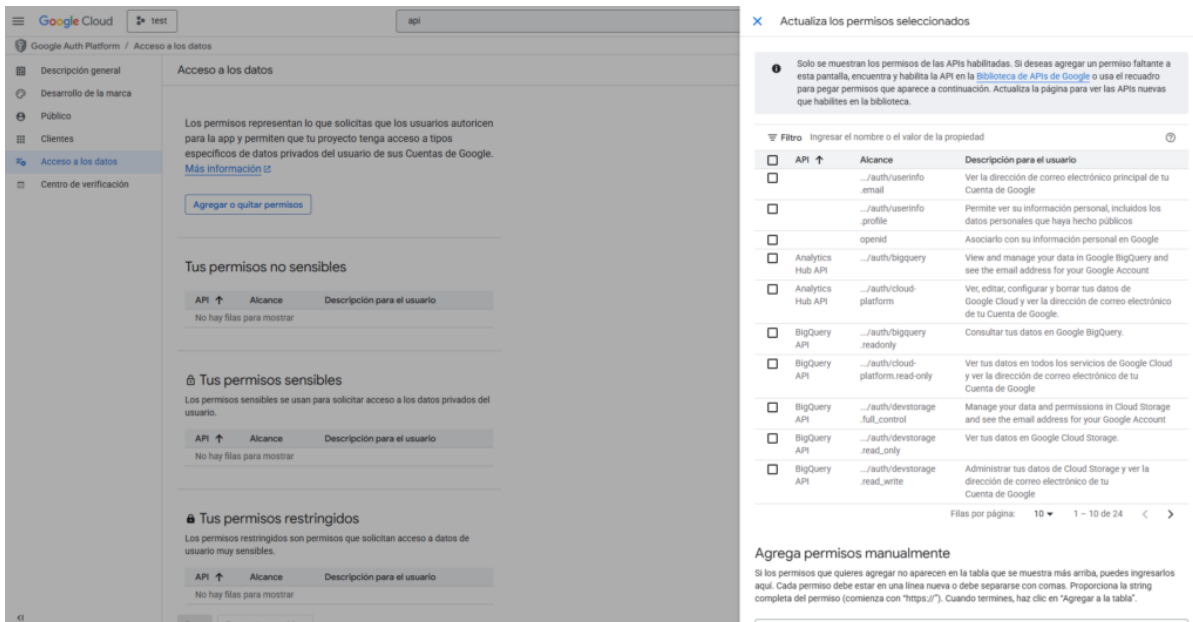 Google Cloud
test
api
Google Auth Platform / Acceso a los datos
Descripción general
Desarrollo de la marca
Público
Clientes
Acceso a los datos
Centro de verificación
Acceso a los datos
Los permisos representan lo que solicitas que los usuarios autoricen
para la app y permiten que tu proyecto tenga acceso a tipos
específicos de datos privados del usuario de sus Cuentas de Google.
Más información
Agregar o quitar permisos
Tus permisos no sensibles
API Alcance Descripción para el usuario
No hay filas para mostrar
Tus permisos sensibles
Los permisos sensibles se usan para solicitar acceso a los datos privados del
usuario.
API Alcance Descripción para el usuario
No hay filas para mostrar
Tus permisos restringidos
Los permisos restringidos son permisos que solicitan acceso a datos de
usuario muy sensibles.
API Alcance Descripción para el usuario
No hay filas para mostrar
Actualiza los permisos seleccionados
Solo se muestran los permisos de las APIs habilitadas. Si deseas agregar un permiso faltante a
esta pantalla, encuentra y habilita la API en la Biblioteca de APIs de Google o usa el recuadro
para pegar permisos que aparece a continuación. Actualiza la página para ver las APIs nuevas
que habilites en la biblioteca.
Filtro Ingresar el nombre o el valor de la propiedad
API Alcance Descripción para el usuario
.../auth/userinfo Ver la dirección de correo electrónico principal de tu
.email Cuenta de Google
.../auth/userinfo Permite ver su información personal, incluidos los
.profile datos personales que haya hecho públicos
openid Asociarlo con su información personal en Google
Analytics .../auth/bigquery View and manage your data in Google BigQuery and
Hub API see the email address for your Google Account
Analytics .../auth/cloud- Ver, editar, configurar y borrar tus datos de
Hub API platform Google Cloud y ver la dirección de correo electrónico
de tu Cuenta de Google.
BigQuery .../auth/bigquery Consultar tus datos en Google BigQuery.
API .readonly
BigQuery .../auth/cloud- Ver tus datos en todos los servicios de Google Cloud
API platform.read-only y ver la dirección de correo electrónico de tu
Cuenta de Google
BigQuery .../auth/devstorage Manage your data and permissions in Cloud Storage
API .full_control and see the email address for your Google Account
BigQuery .../auth/devstorage Ver tus datos en Google Cloud Storage.
API .read_only
BigQuery .../auth/devstorage Administrar tus datos de Cloud Storage y ver la
API .read_write dirección de correo electrónico de tu
Cuenta de Google
Filas por página: 10 1 – 10 de 24
Agrega permisos manualmente
Si los permisos que quieres agregar no aparecen en la tabla que se muestra más arriba, puedes ingresarlos
aquí. Cada permiso debe estar en una línea nueva o debe separarse con comas. Proporciona la string
completa del permiso (comienza con "https://"). Cuando termines, haz clic en "Agregar a la tabla".